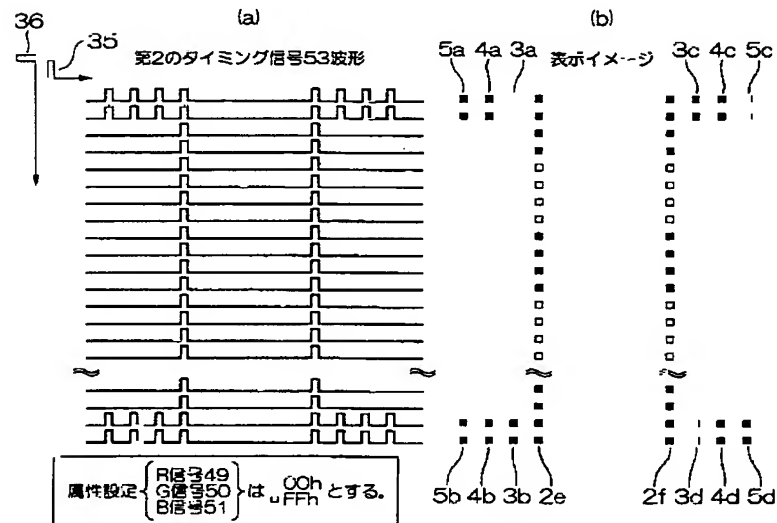 (a) (b)
36
35
第2のタイミング信号53波形
5a 4a 3a 表示イメージ 3c 4c 5c
5b 4b 3b 2e 2f 3d 4d 5d
R信号49
属性設定 G信号50 は 00h FFh とする。
B信号51